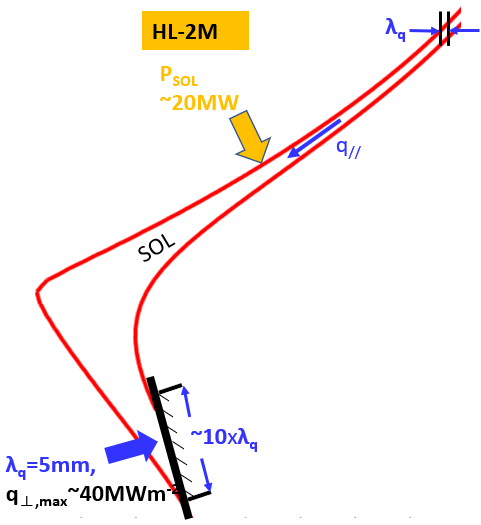 HL-2M
λq
PSOL
~20MW
q//
SOL
~10xλq
λq=5mm,
q⊥,max~40MWm-2